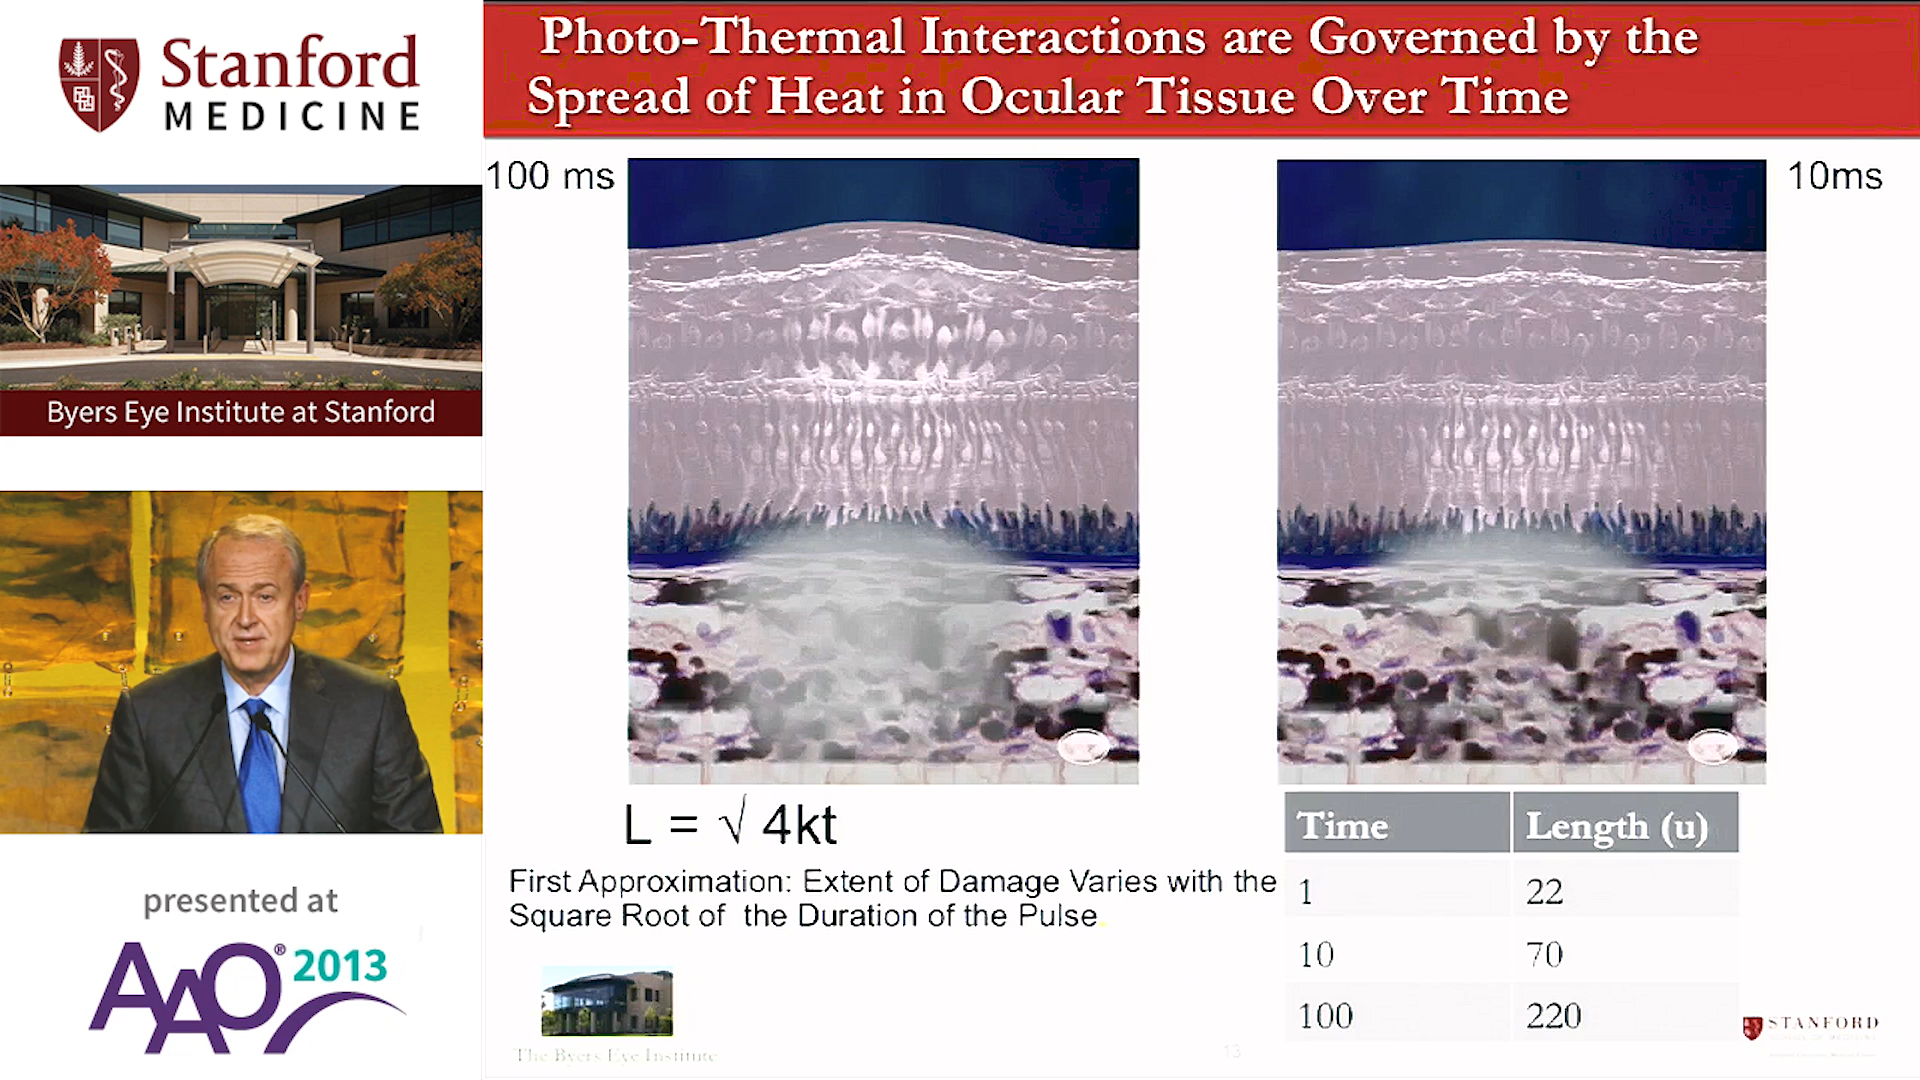 Stanford
MEDICINE
Byers Eye Institute at Stanford
presented at
AAO® 2013
Photo-Thermal Interactions are Governed by the
Spread of Heat in Ocular Tissue Over Time
100 ms
10ms
L = √ 4kt
First Approximation: Extent of Damage Varies with the
Square Root of the Duration of the Pulse.
Time Length (u)
1 22
10 70
100 220
The Byers Eye Institute
13
STANFORD